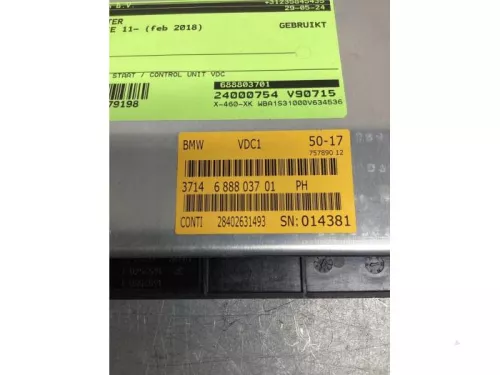 B.V
+31235845435
29-05-24
TER
E 11- (feb 2018)
GEBRUIKT
START / CONTROL UNIT VDC
688803701
79198
24000754 V90715
X-460-XK WBA1S31000V634536
BMW VDC1 50-17
757890 12
3714 6 888 037 01 PH
CONTI 28402631493 SN: 014381